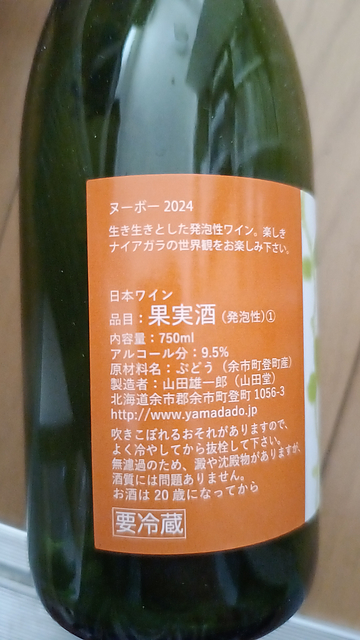 ヌーボー 2024
生き生きとした発泡性ワイン。楽しき
ナイアガラの世界観をお楽しみ下さい。
日本ワイン
品目：果実酒（発泡性）①
内容量：750ml
アルコール分：9.5%
原材料名：ぶどう（余市町登町産）
製造者：山田雄一郎（山田堂）
北海道余市郡余市町登町1056-3
http://www.yamadado.jp
吹きこぼれるおそれがありますので、
よく冷やしてから抜栓して下さい。
無濾過のため、澱や沈殿物がありますが、
酒質には問題ありません。
お酒は20歳になってから
要冷蔵